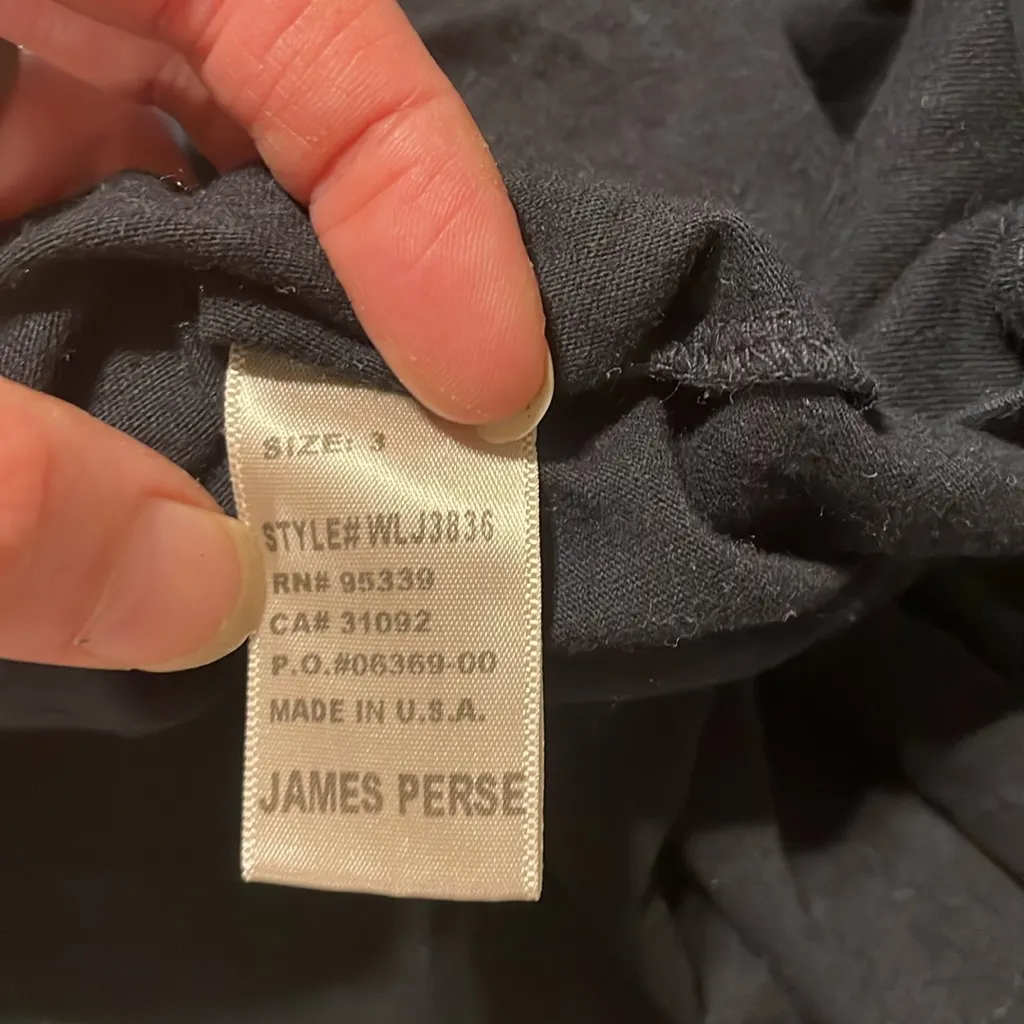 SIZE: 3
STYLE# WLJ3836
RN# 95339
CA# 31092
P.O.#06369-00
MADE IN U.S.A.
JAMES PERSE